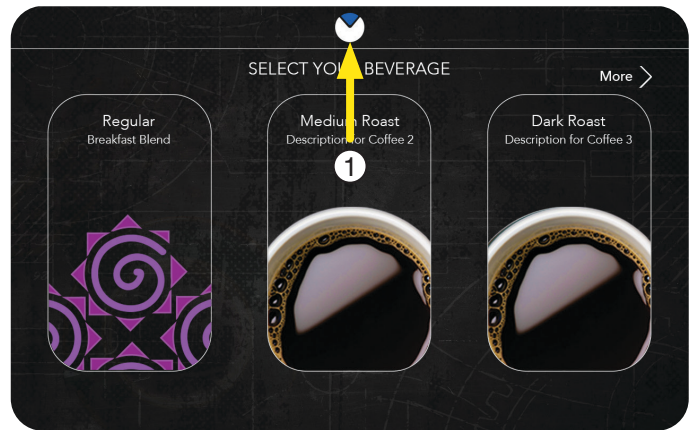 SELECT YOUR BEVERAGE
More
Regular
Breakfast Blend
Medium Roast
Description for Coffee 2
Dark Roast
Description for Coffee 3
1